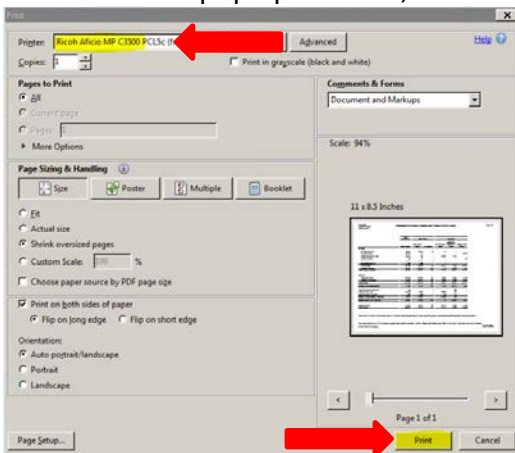 Print
Printer: Ricoh Aficio MP C3500 PCL5c Advanced Help
Copies: 1 Print in grayscale (black and white)
Pages to Print
All
Current page
Pages 1
More Options
Page Sizing & Handling
Size Poster Multiple Booklet
Fit
Actual size
Shrink oversized pages
Custom Scale: 100 %
Choose paper source by PDF page size
Print on both sides of paper
Flip on long edge Flip on short edge
Orientation:
Auto portrait/landscape
Portrait
Landscape
Comments & Forms
Document and Markups
Scale: 94%
11 x 8.5 Inches
< >
Page 1 of 1
Page Setup... Print Cancel